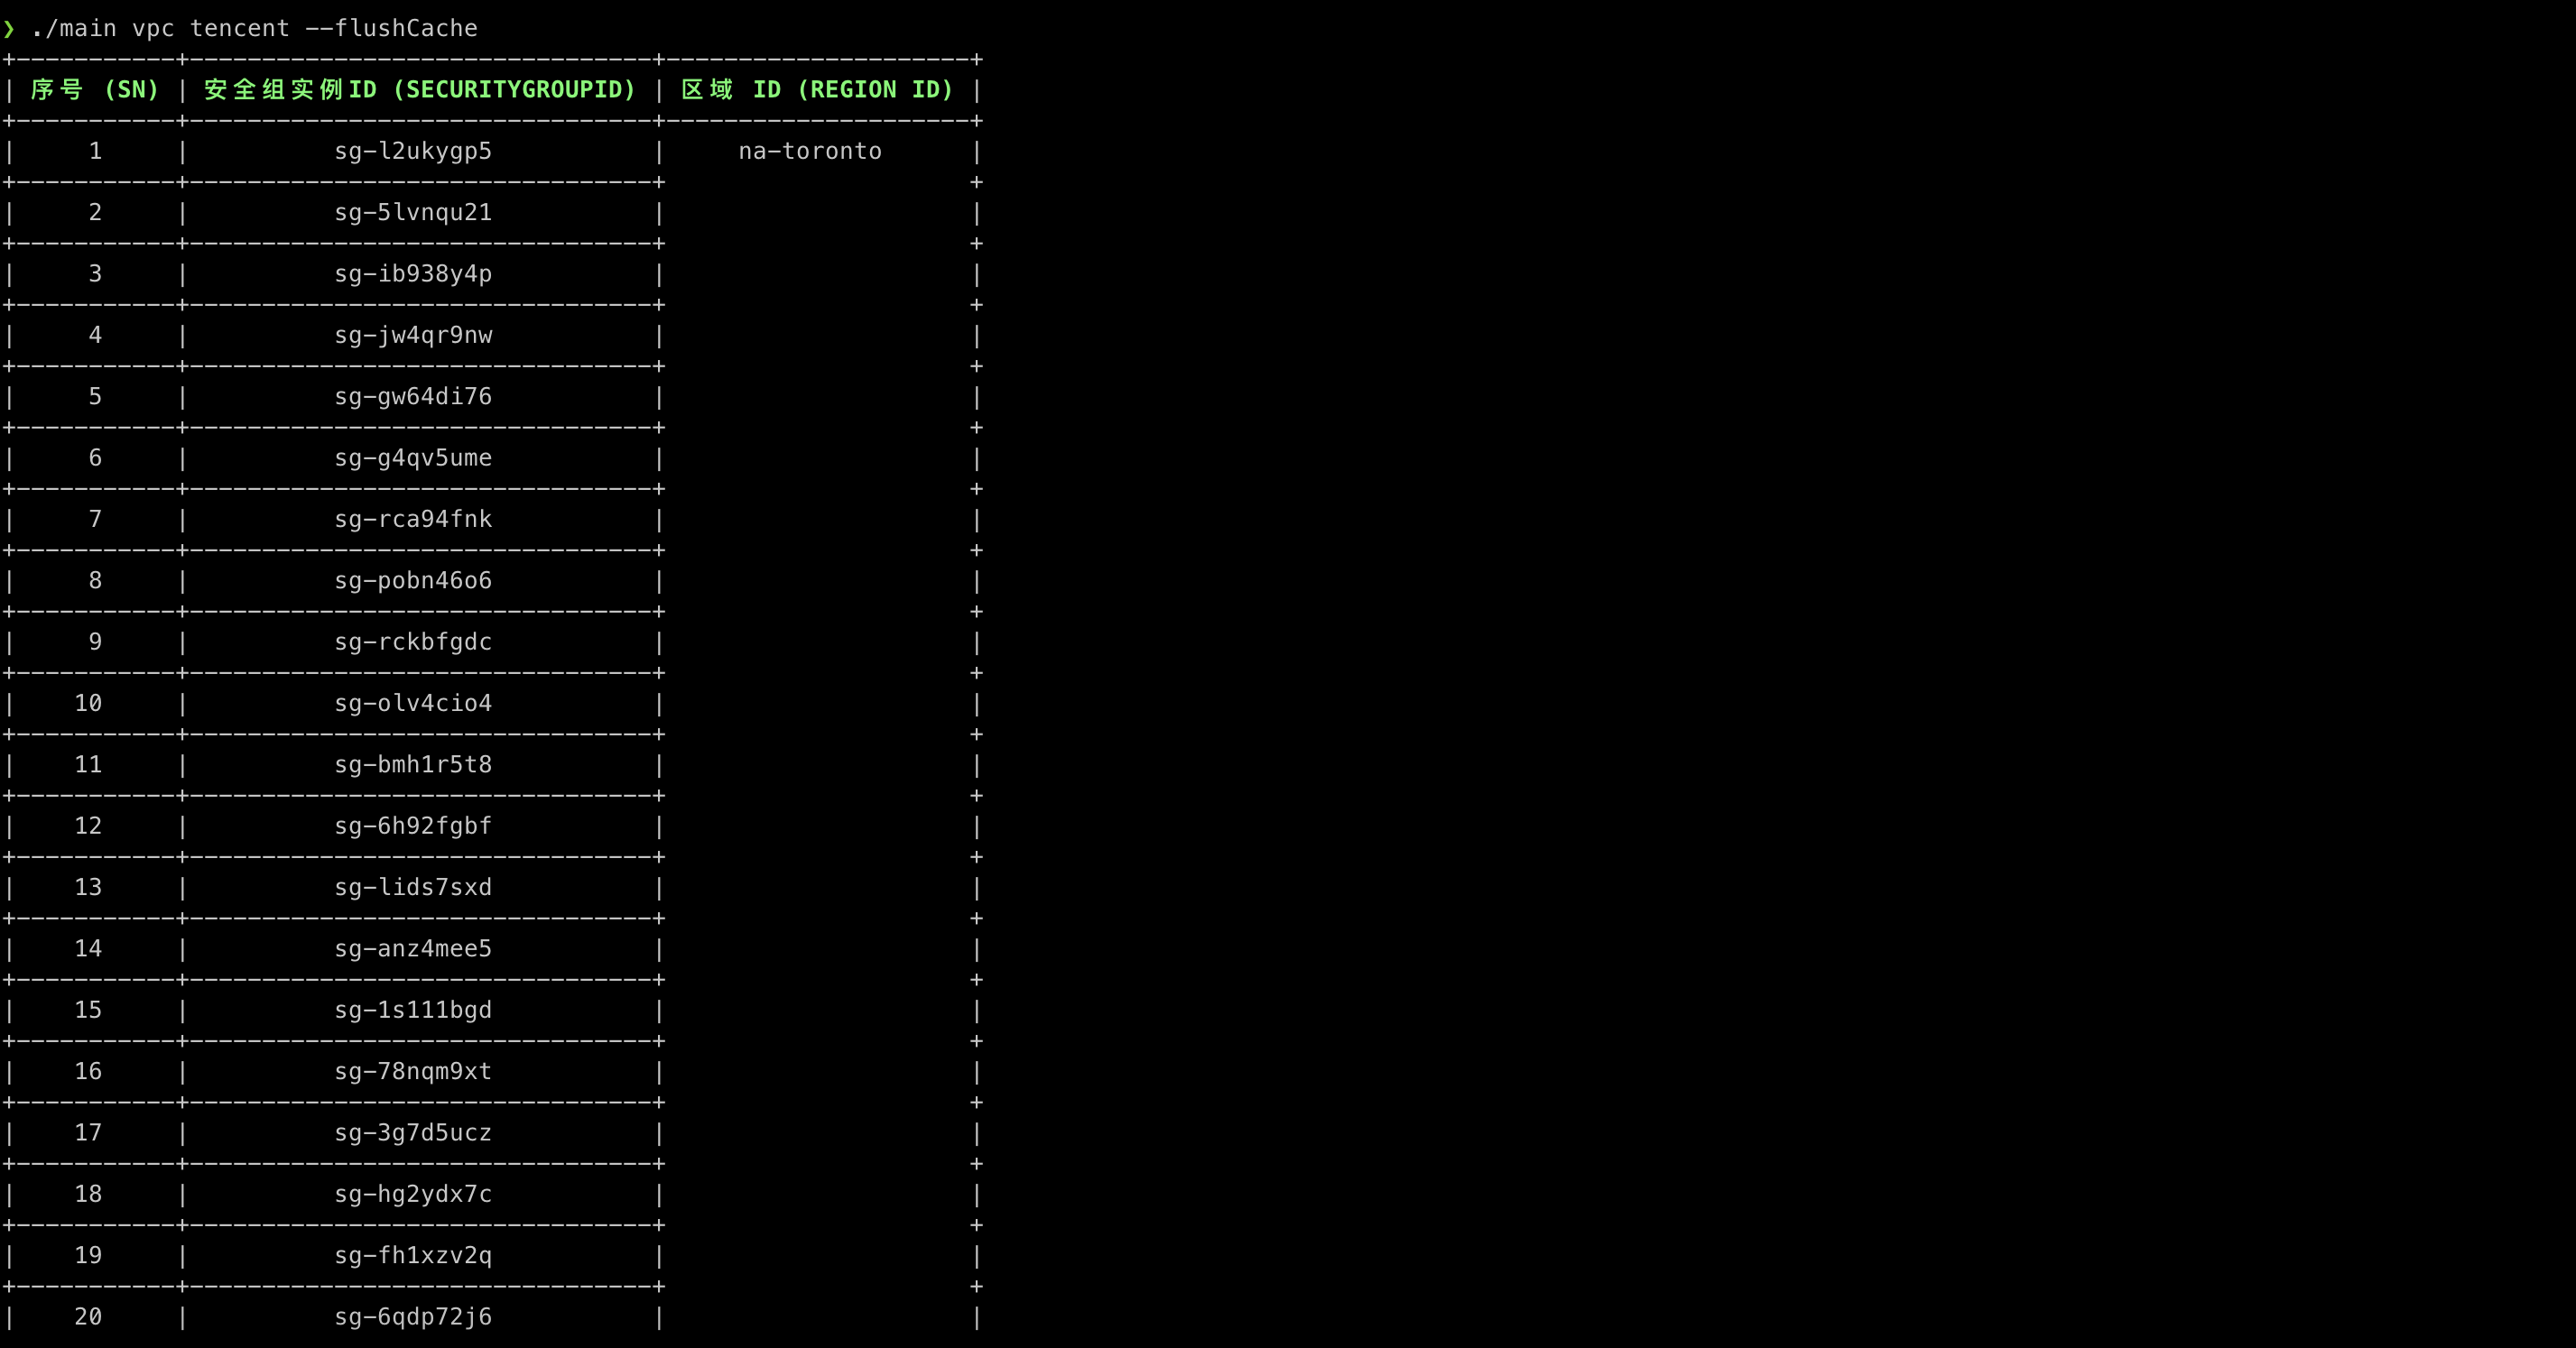 ❯ ./main vpc tencent --flushCache
+-----------+--------------------------------+---------------------+
| 序号 (SN) | 安全组实例ID (SECURITYGROUPID) | 区域 ID (REGION ID) |
+-----------+--------------------------------+---------------------+
| 1 | sg-l2ukygp5 | na-toronto |
+-----------+--------------------------------+ +
| 2 | sg-5lvnqu21 | |
+-----------+--------------------------------+ +
| 3 | sg-ib938y4p | |
+-----------+--------------------------------+ +
| 4 | sg-jw4qr9nw | |
+-----------+--------------------------------+ +
| 5 | sg-gw64di76 | |
+-----------+--------------------------------+ +
| 6 | sg-g4qv5ume | |
+-----------+--------------------------------+ +
| 7 | sg-rca94fnk | |
+-----------+--------------------------------+ +
| 8 | sg-pobn46o6 | |
+-----------+--------------------------------+ +
| 9 | sg-rckbfgdc | |
+-----------+--------------------------------+ +
| 10 | sg-olv4cio4 | |
+-----------+--------------------------------+ +
| 11 | sg-bmh1r5t8 | |
+-----------+--------------------------------+ +
| 12 | sg-6h92fgbf | |
+-----------+--------------------------------+ +
| 13 | sg-lids7sxd | |
+-----------+--------------------------------+ +
| 14 | sg-anz4mee5 | |
+-----------+--------------------------------+ +
| 15 | sg-1s111bgd | |
+-----------+--------------------------------+ +
| 16 | sg-78nqm9xt | |
+-----------+--------------------------------+ +
| 17 | sg-3g7d5ucz | |
+-----------+--------------------------------+ +
| 18 | sg-hg2ydx7c | |
+-----------+--------------------------------+ +
| 19 | sg-fh1xzv2q | |
+-----------+--------------------------------+ +
| 20 | sg-6qdp72j6 | |